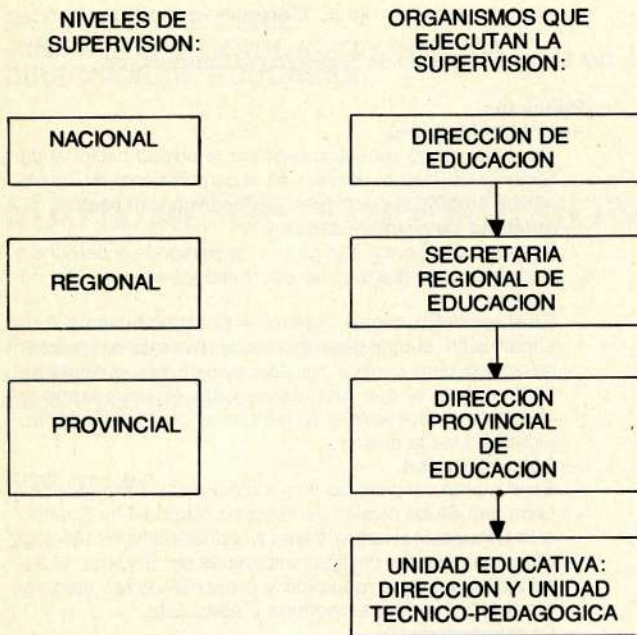 NIVELES DE
SUPERVISION:
ORGANISMOS QUE
EJECUTAN LA
SUPERVISION:
NACIONAL
DIRECCION DE
EDUCACION
REGIONAL
SECRETARIA
REGIONAL DE
EDUCACION
PROVINCIAL
DIRECCION
PROVINCIAL
DE
EDUCACION
UNIDAD EDUCATIVA:
DIRECCION Y UNIDAD
TECNICO-PEDAGOGICA